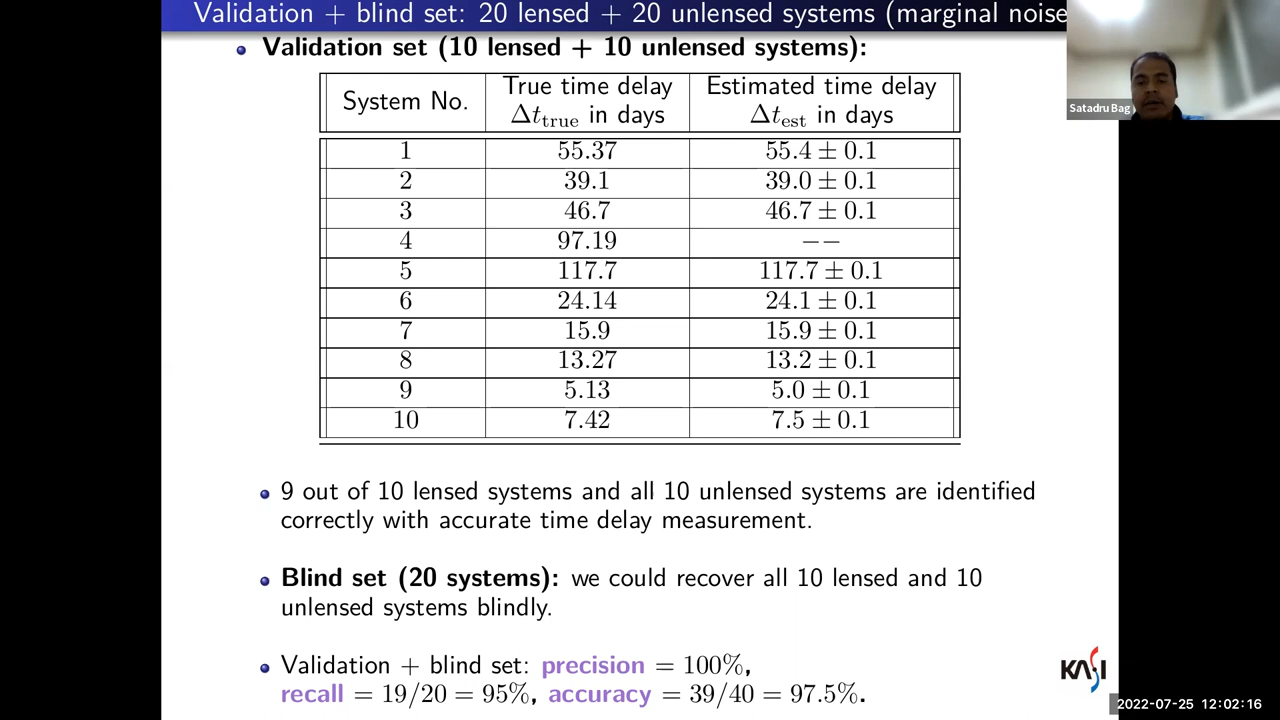 Validation + blind set: 20 lensed + 20 unlensed systems (marginal noise
Satadru Bag
• Validation set (10 lensed + 10 unlensed systems):
System No. True time delay Δt_true in days Estimated time delay Δt_est in days
1 55.37 55.4 ± 0.1
2 39.1 39.0 ± 0.1
3 46.7 46.7 ± 0.1
4 97.19 −−
5 117.7 117.7 ± 0.1
6 24.14 24.1 ± 0.1
7 15.9 15.9 ± 0.1
8 13.27 13.2 ± 0.1
9 5.13 5.0 ± 0.1
10 7.42 7.5 ± 0.1
• 9 out of 10 lensed systems and all 10 unlensed systems are identified
correctly with accurate time delay measurement.
• Blind set (20 systems): we could recover all 10 lensed and 10
unlensed systems blindly.
• Validation + blind set: precision = 100%,
recall = 19/20 = 95%, accuracy = 39/40 = 97.5%.
KASI
2022-07-25 12:02:16